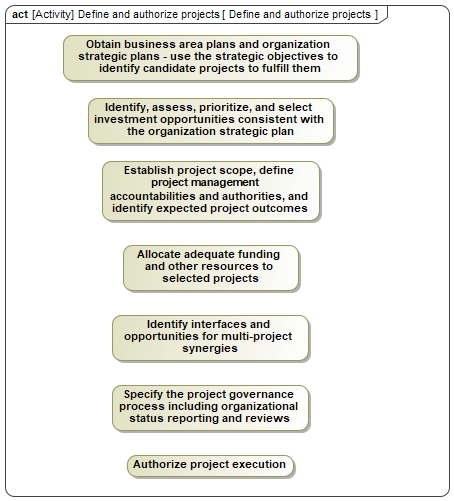 act [Activity] Define and authorize projects [ Define and authorize projects ]
Obtain business area plans and organization
strategic plans - use the strategic objectives to
identify candidate projects to fulfill them
Identify, assess, prioritize, and select
investment opportunities consistent with
the organization strategic plan
Establish project scope, define
project management
accountabilities and authorities, and
identify expected project outcomes
Allocate adequate funding
and other resources to
selected projects
Identify interfaces and
opportunities for multi-project
synergies
Specify the project governance
process including organizational
status reporting and reviews
Authorize project execution